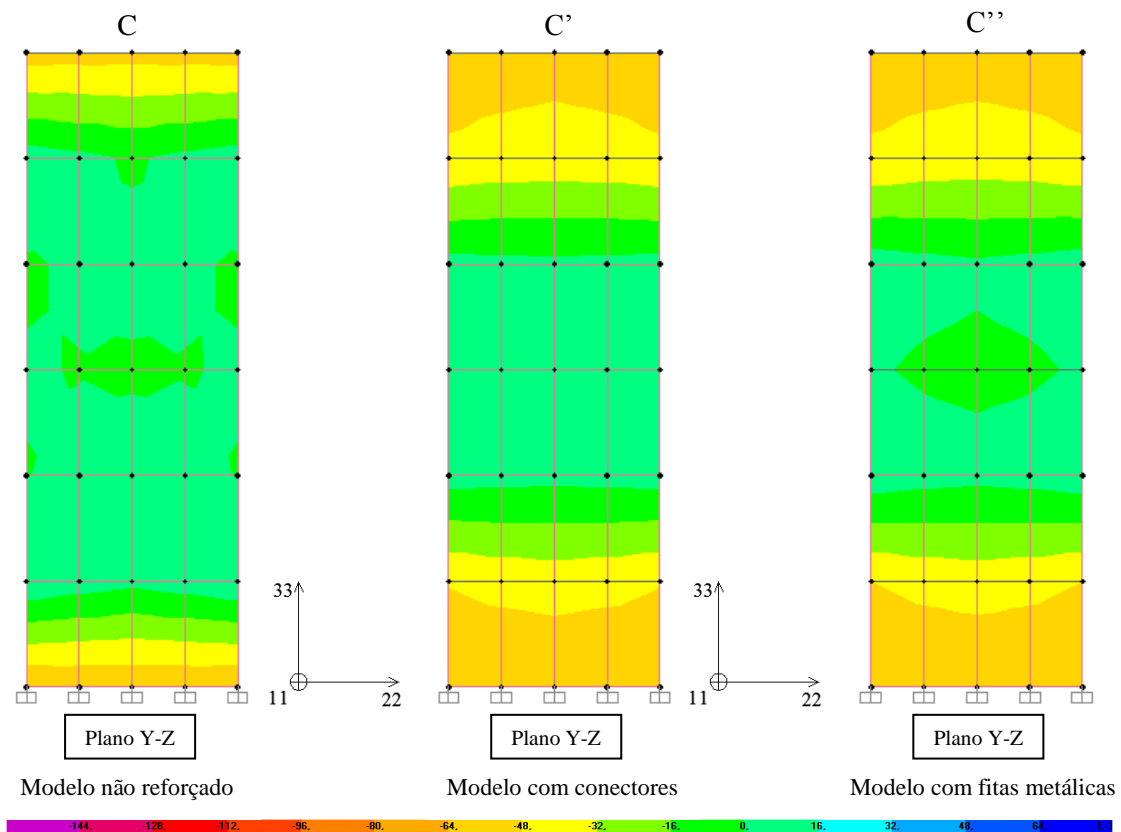 C C’ C’’
33 33
11 22 11 22
Plano Y-Z Plano Y-Z Plano Y-Z
Modelo não reforçado Modelo com conectores Modelo com fitas metálicas
-144, -128, -112, -96, -80, -64, -48, -32, -16, 0, 16, 32, 48, 64,